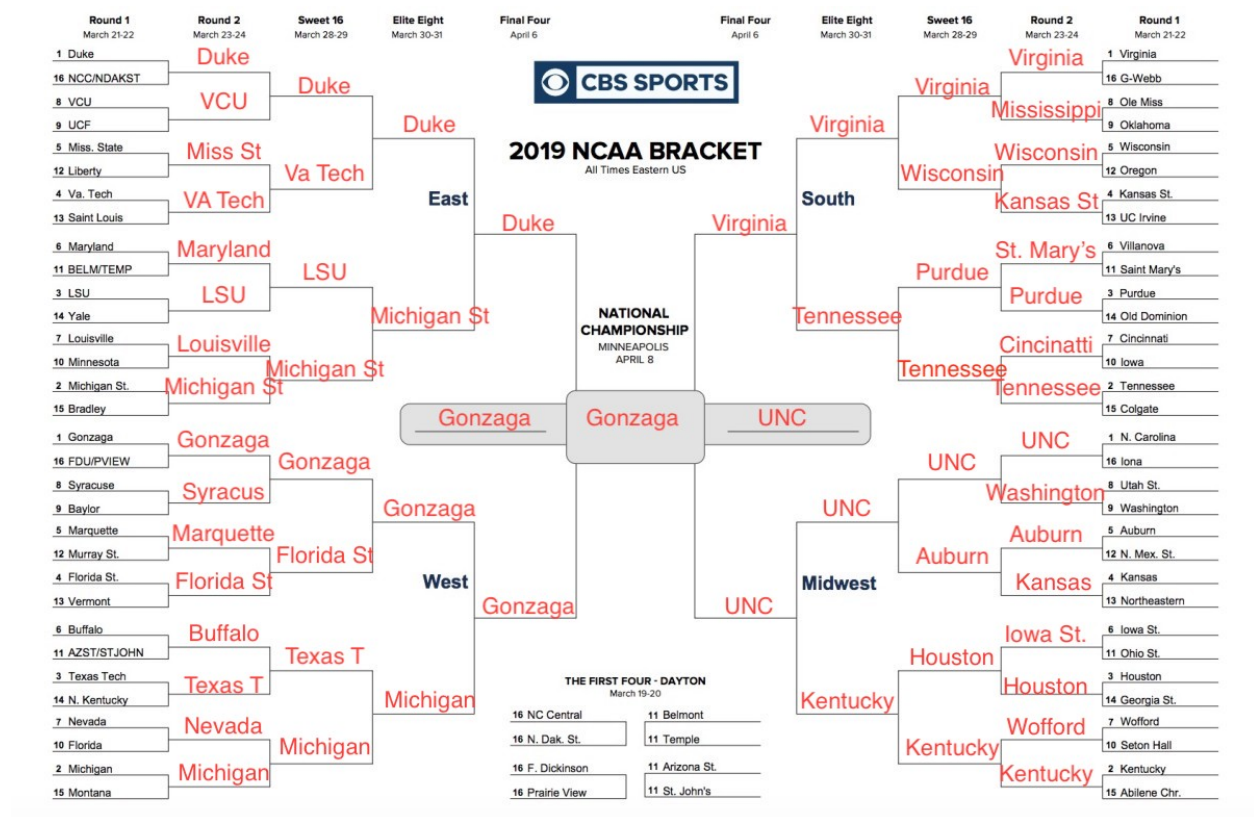 Round 1 Round 2 Sweet 16 Elite Eight Final Four Final Four Elite Eight Sweet 16 Round 2 Round 1
March 21-22 March 23-24 March 28-29 March 30-31 April 6 April 6 March 30-31 March 28-29 March 23-24 March 21-22
CBS SPORTS
2019 NCAA BRACKET
All Times Eastern US
East
1 Duke
16 NCC/NDAKST
8 VCU
9 UCF
5 Miss. State
12 Liberty
4 Va. Tech
13 Saint Louis
6 Maryland
11 BELM/TEMP
3 LSU
14 Yale
7 Louisville
10 Minnesota
2 Michigan St.
15 Bradley
Duke
VCU
Miss St
VA Tech
Maryland
LSU
Louisville
Michigan St
Duke
Va Tech
LSU
Michigan St
Duke
Michigan St
Duke
West
1 Gonzaga
16 FDU/PVIEW
8 Syracuse
9 Baylor
5 Marquette
12 Murray St.
4 Florida St.
13 Vermont
6 Buffalo
11 AZST/STJOHN
3 Texas Tech
14 N. Kentucky
7 Nevada
10 Florida
2 Michigan
15 Montana
Gonzaga
Syracus
Marquette
Florida St
Buffalo
Texas T
Nevada
Michigan
Gonzaga
Florida St
Texas T
Michigan
Gonzaga
Michigan
Gonzaga
NATIONAL
CHAMPIONSHIP
MINNEAPOLIS
APRIL 8
Gonzaga Gonzaga UNC
South
1 Virginia
16 G-Webb
8 Ole Miss
9 Oklahoma
5 Wisconsin
12 Oregon
4 Kansas St.
13 UC Irvine
6 Villanova
11 Saint Mary's
3 Purdue
14 Old Dominion
7 Cincinnati
10 Iowa
2 Tennessee
15 Colgate
Virginia
Mississippi
Wisconsin
Kansas St
St. Mary's
Purdue
Cincinatti
Tennessee
Virginia
Wisconsin
Purdue
Tennessee
Virginia
Tennessee
Virginia
Midwest
1 N. Carolina
16 Iona
8 Utah St.
9 Washington
5 Auburn
12 N. Mex. St.
4 Kansas
13 Northeastern
6 Iowa St.
11 Ohio St.
3 Houston
14 Georgia St.
7 Wofford
10 Seton Hall
2 Kentucky
15 Abilene Chr.
UNC
Washington
Auburn
Kansas
Iowa St.
Houston
Wofford
Kentucky
UNC
Auburn
Houston
Kentucky
UNC
Kentucky
UNC
THE FIRST FOUR - DAYTON
March 19-20
16 NC Central
16 N. Dak. St.
16 F. Dickinson
16 Prairie View
11 Belmont
11 Temple
11 Arizona St.
11 St. John's